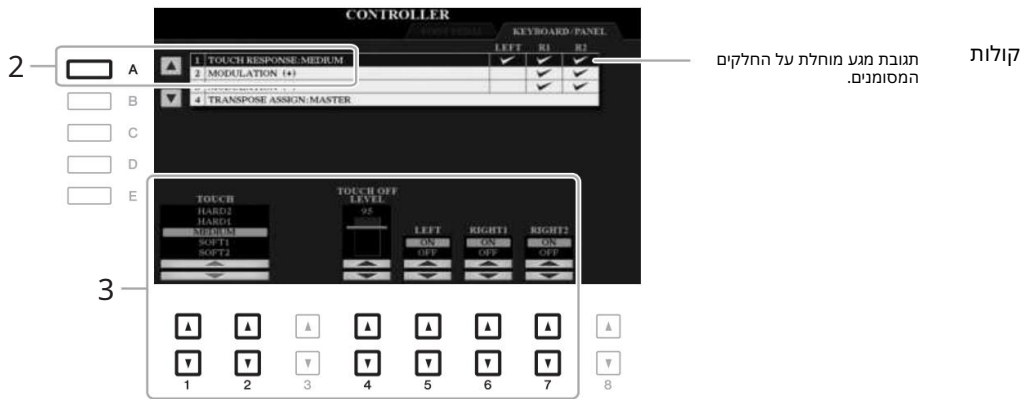 CONTROLLER
KEYBOARD/PANEL
LEFT R1 R2
1 TOUCH RESPONSE:MEDIUM
2 MODULATION (+)
4 TRANSPOSE ASSIGN:MASTER
2
A
B
C
D
E
תגובת מגע מוחלת על החלקים
המסומנים.
קולות
TOUCH
HARD2
HARD1
MEDIUM
SOFT1
SOFT2
TOUCH OFF
LEVEL
95
LEFT
ON
OFF
RIGHT1
ON
OFF
RIGHT2
ON
OFF
3
1 2 3 4 5 6 7 8